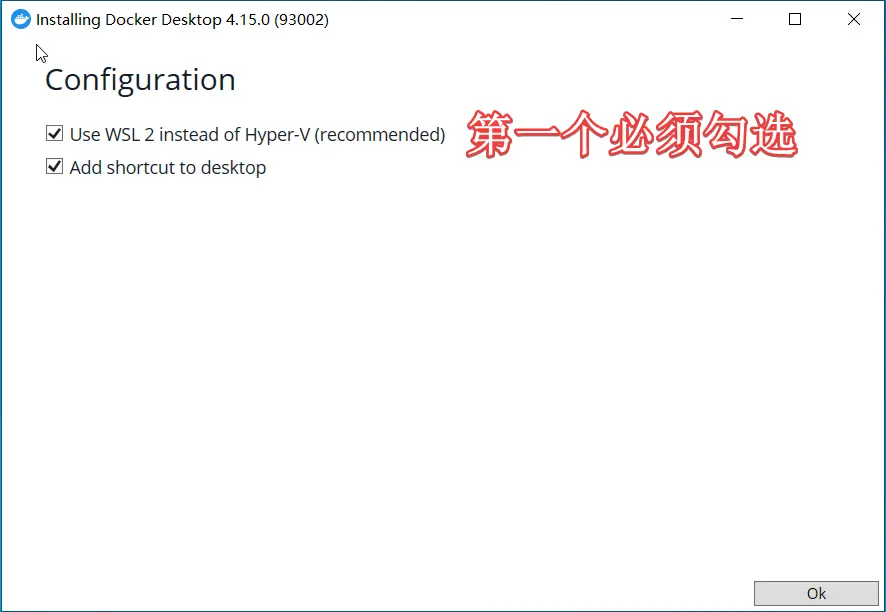 Installing Docker Desktop 4.15.0 (93002)
Configuration
Use WSL 2 instead of Hyper-V (recommended) 第一个必须勾选
Add shortcut to desktop
Ok